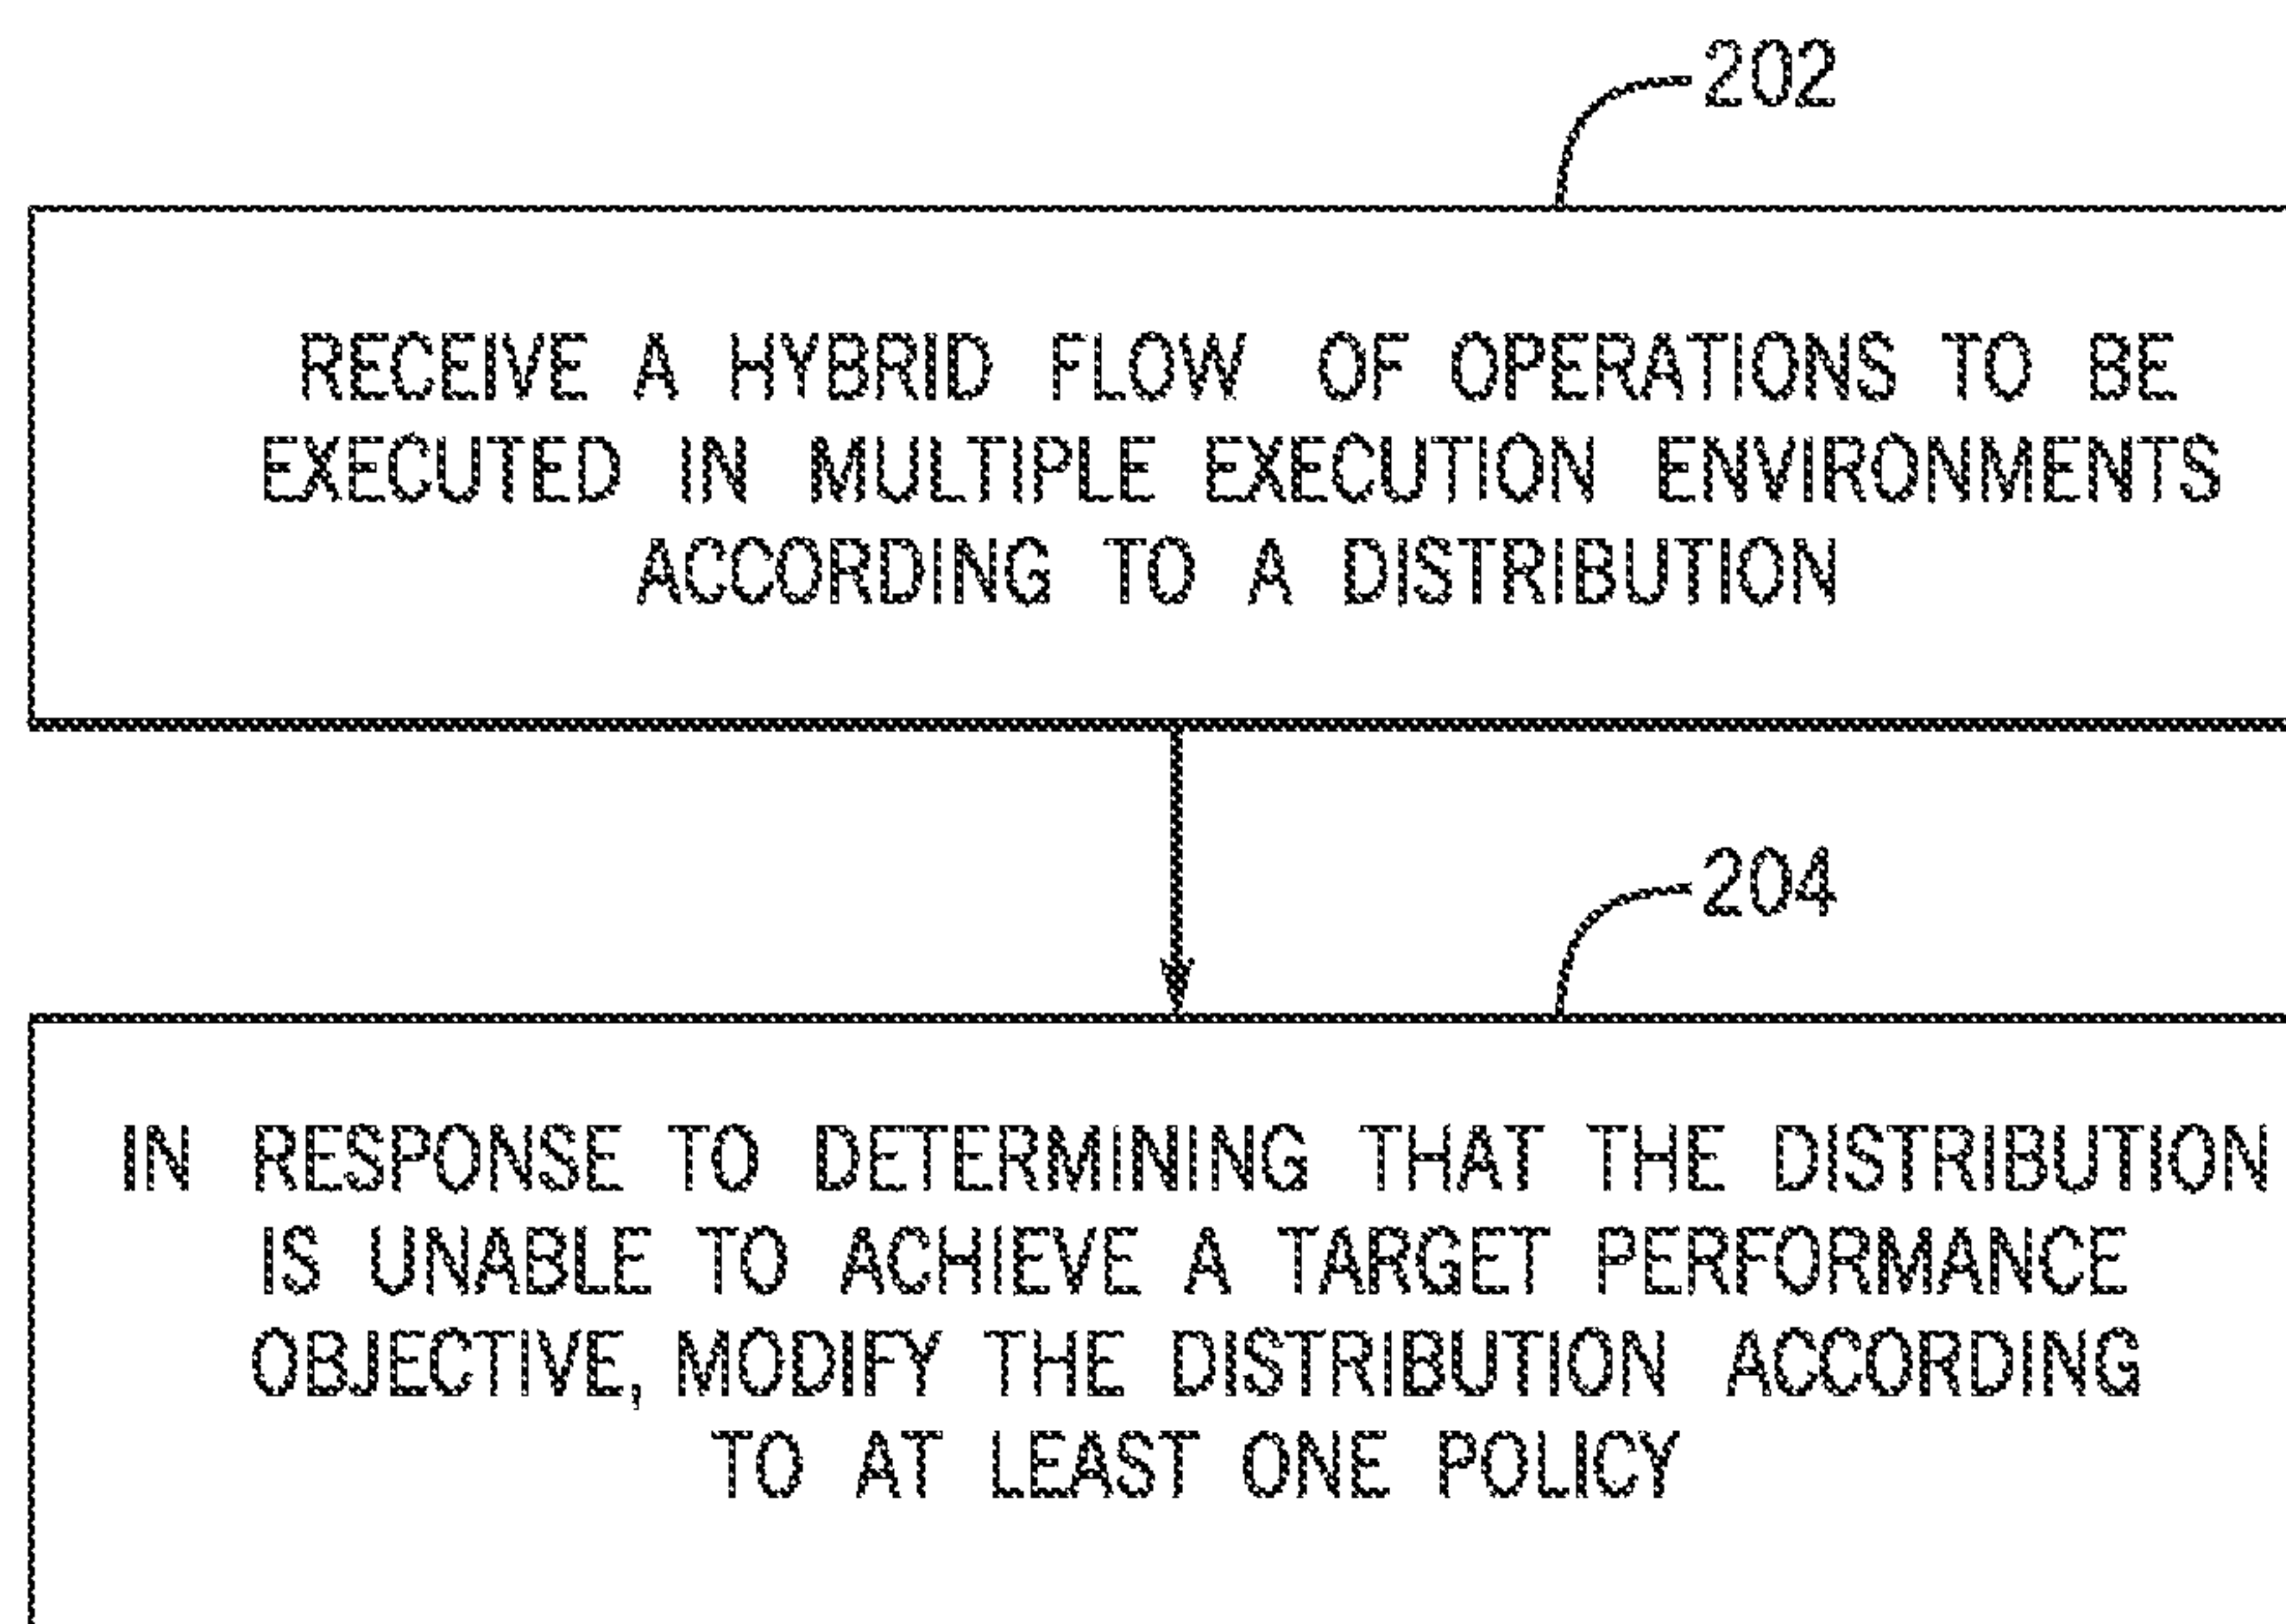 202
RECEIVE A HYBRID FLOW OF OPERATIONS TO BE
EXECUTED IN MULTIPLE EXECUTION ENVIRONMENTS
ACCORDING TO A DISTRIBUTION
204
IN RESPONSE TO DETERMINING THAT THE DISTRIBUTION
IS UNABLE TO ACHIEVE A TARGET PERFORMANCE
OBJECTIVE, MODIFY THE DISTRIBUTION ACCORDING
TO AT LEAST ONE POLICY